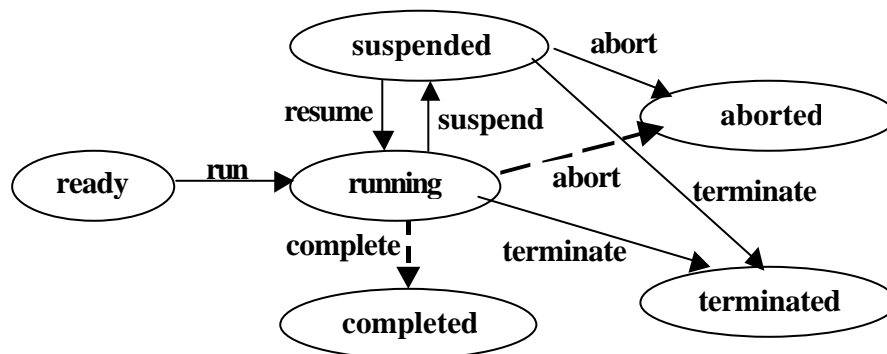 suspended
abort
resume
suspend
aborted
ready
run
running
abort
terminate
complete
terminate
completed
terminated